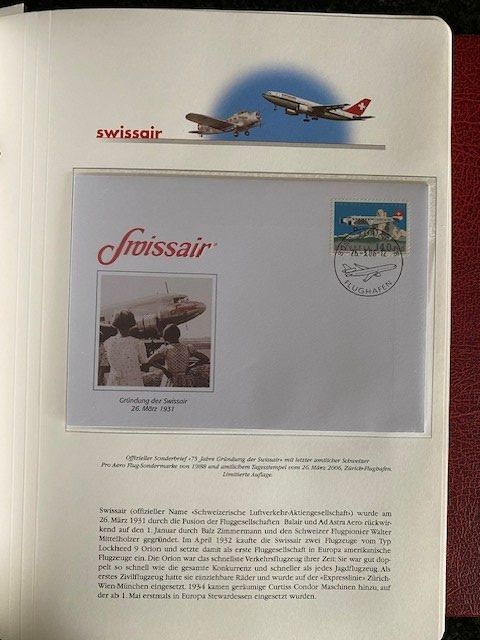 swissair
Swissair
140
26.-3.06-12
FLUGHAFEN
Gründung der Swissair
26. März 1931
Offizieller Sonderbrief «75 Jahre Gründung der Swissair» mit letzter amtlicher Schweizer
Pro Aero Flug-Sondermarke von 1988 und amtlichem Tagesstempel vom 26. März 2006, Zürich-Flughafen.
Limitierte Auflage.
Swissair (offizieller Name «Schweizerische Luftverkehr-Aktiengesellschaft») wurde am
26. März 1931 durch die Fusion der Fluggesellschaften Balair und Ad Astra Aero rückwir-
kend auf den 1. Januar durch Balz Zimmermann und den Schweizer Flugpionier Walter
Mittelholzer gegründet. Im April 1932 kaufte die Swissair zwei Flugzeuge vom Typ
Lockheed 9 Orion und setzte damit als erste Fluggesellschaft in Europa amerikanische
Flugzeuge ein. Die Orion war das schnellste Verkehrsflugzeug ihrer Zeit: Sie war gut dop-
pelt so schnell wie die gesamte Konkurrenz und schneller als jedes Jagdflugzeug. Als
erstes Zivilflugzeug hatte sie einziehbare Räder und wurde auf der «Expresslinie» Zürich-
Wien-München eingesetzt. 1934 kamen geräumige Curtiss Condor Maschinen hinzu, auf
der ab 1. Mai erstmals in Europa Stewardessen eingesetzt wurden.